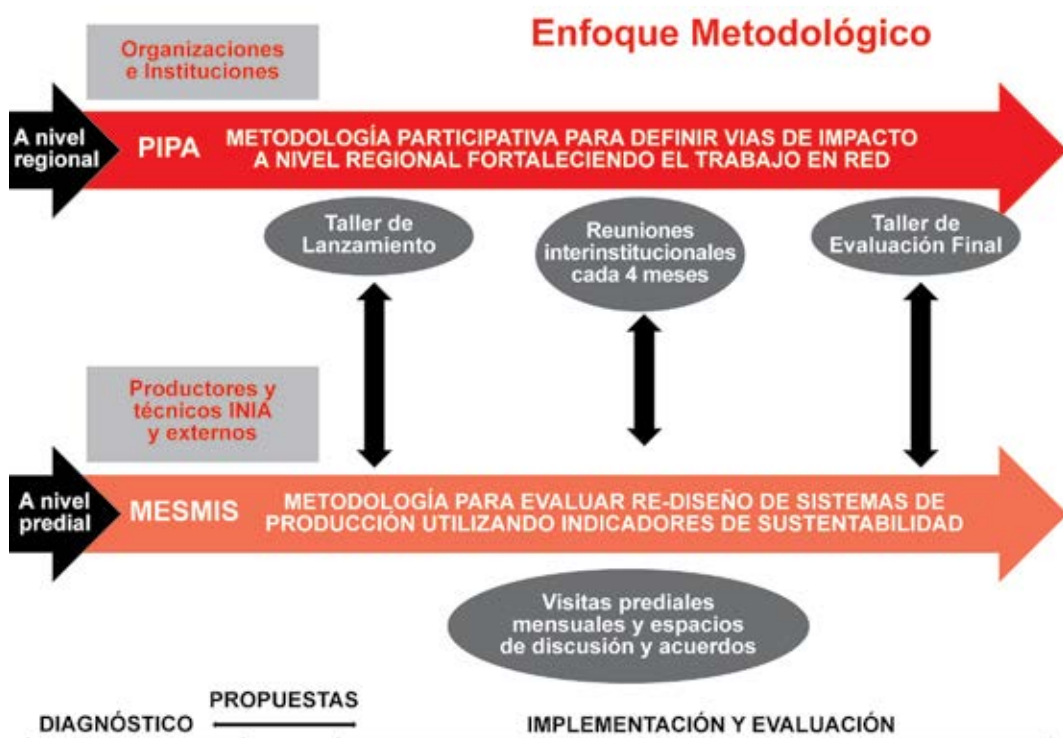 Enfoque Metodológico
Organizaciones
e Instituciones
A nivel
regional
PIPA
METODOLOGÍA PARTICIPATIVA PARA DEFINIR VIAS DE IMPACTO
A NIVEL REGIONAL FORTALECIENDO EL TRABAJO EN RED
Taller de
Lanzamiento
Reuniones
interinstitucionales
cada 4 meses
Taller de
Evaluación Final
Productores y
técnicos INIA
y externos
A nivel
predial
MESMIS
METODOLOGÍA PARA EVALUAR RE-DISEÑO DE SISTEMAS DE
PRODUCCIÓN UTILIZANDO INDICADORES DE SUSTENTABILIDAD
Visitas prediales
mensuales y espacios
de discusión y acuerdos
DIAGNÓSTICO
PROPUESTAS
IMPLEMENTACIÓN Y EVALUACIÓN